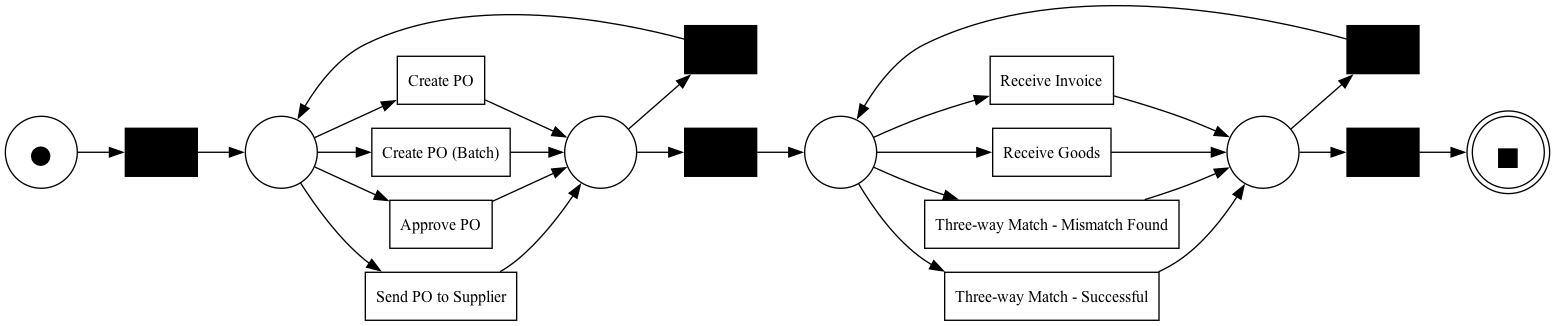 Create PO
Create PO (Batch)
Approve PO
Send PO to Supplier
Receive Invoice
Receive Goods
Three-way Match - Mismatch Found
Three-way Match - Successful